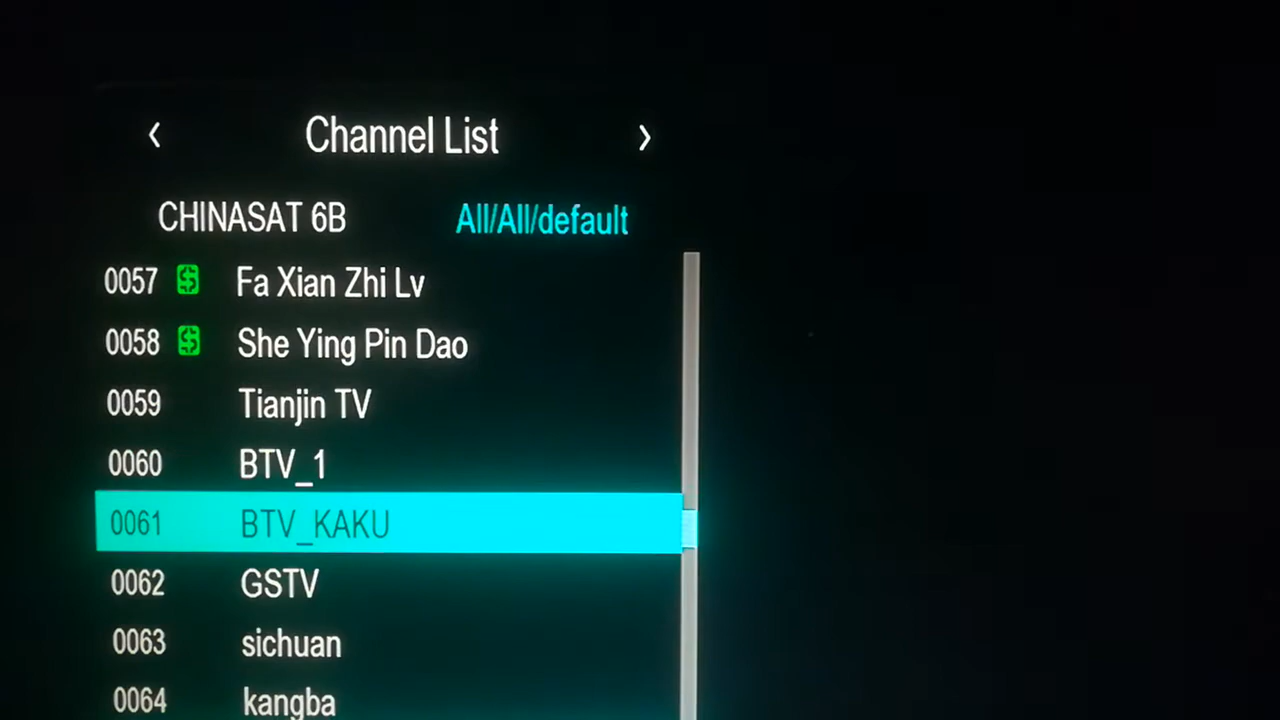 ‹ Channel List ›
CHINASAT 6B All/All/default
0057 $ Fa Xian Zhi Lv
0058 $ She Ying Pin Dao
0059 Tianjin TV
0060 BTV_1
0061 BTV_KAKU
0062 GSTV
0063 sichuan
0064 kangba